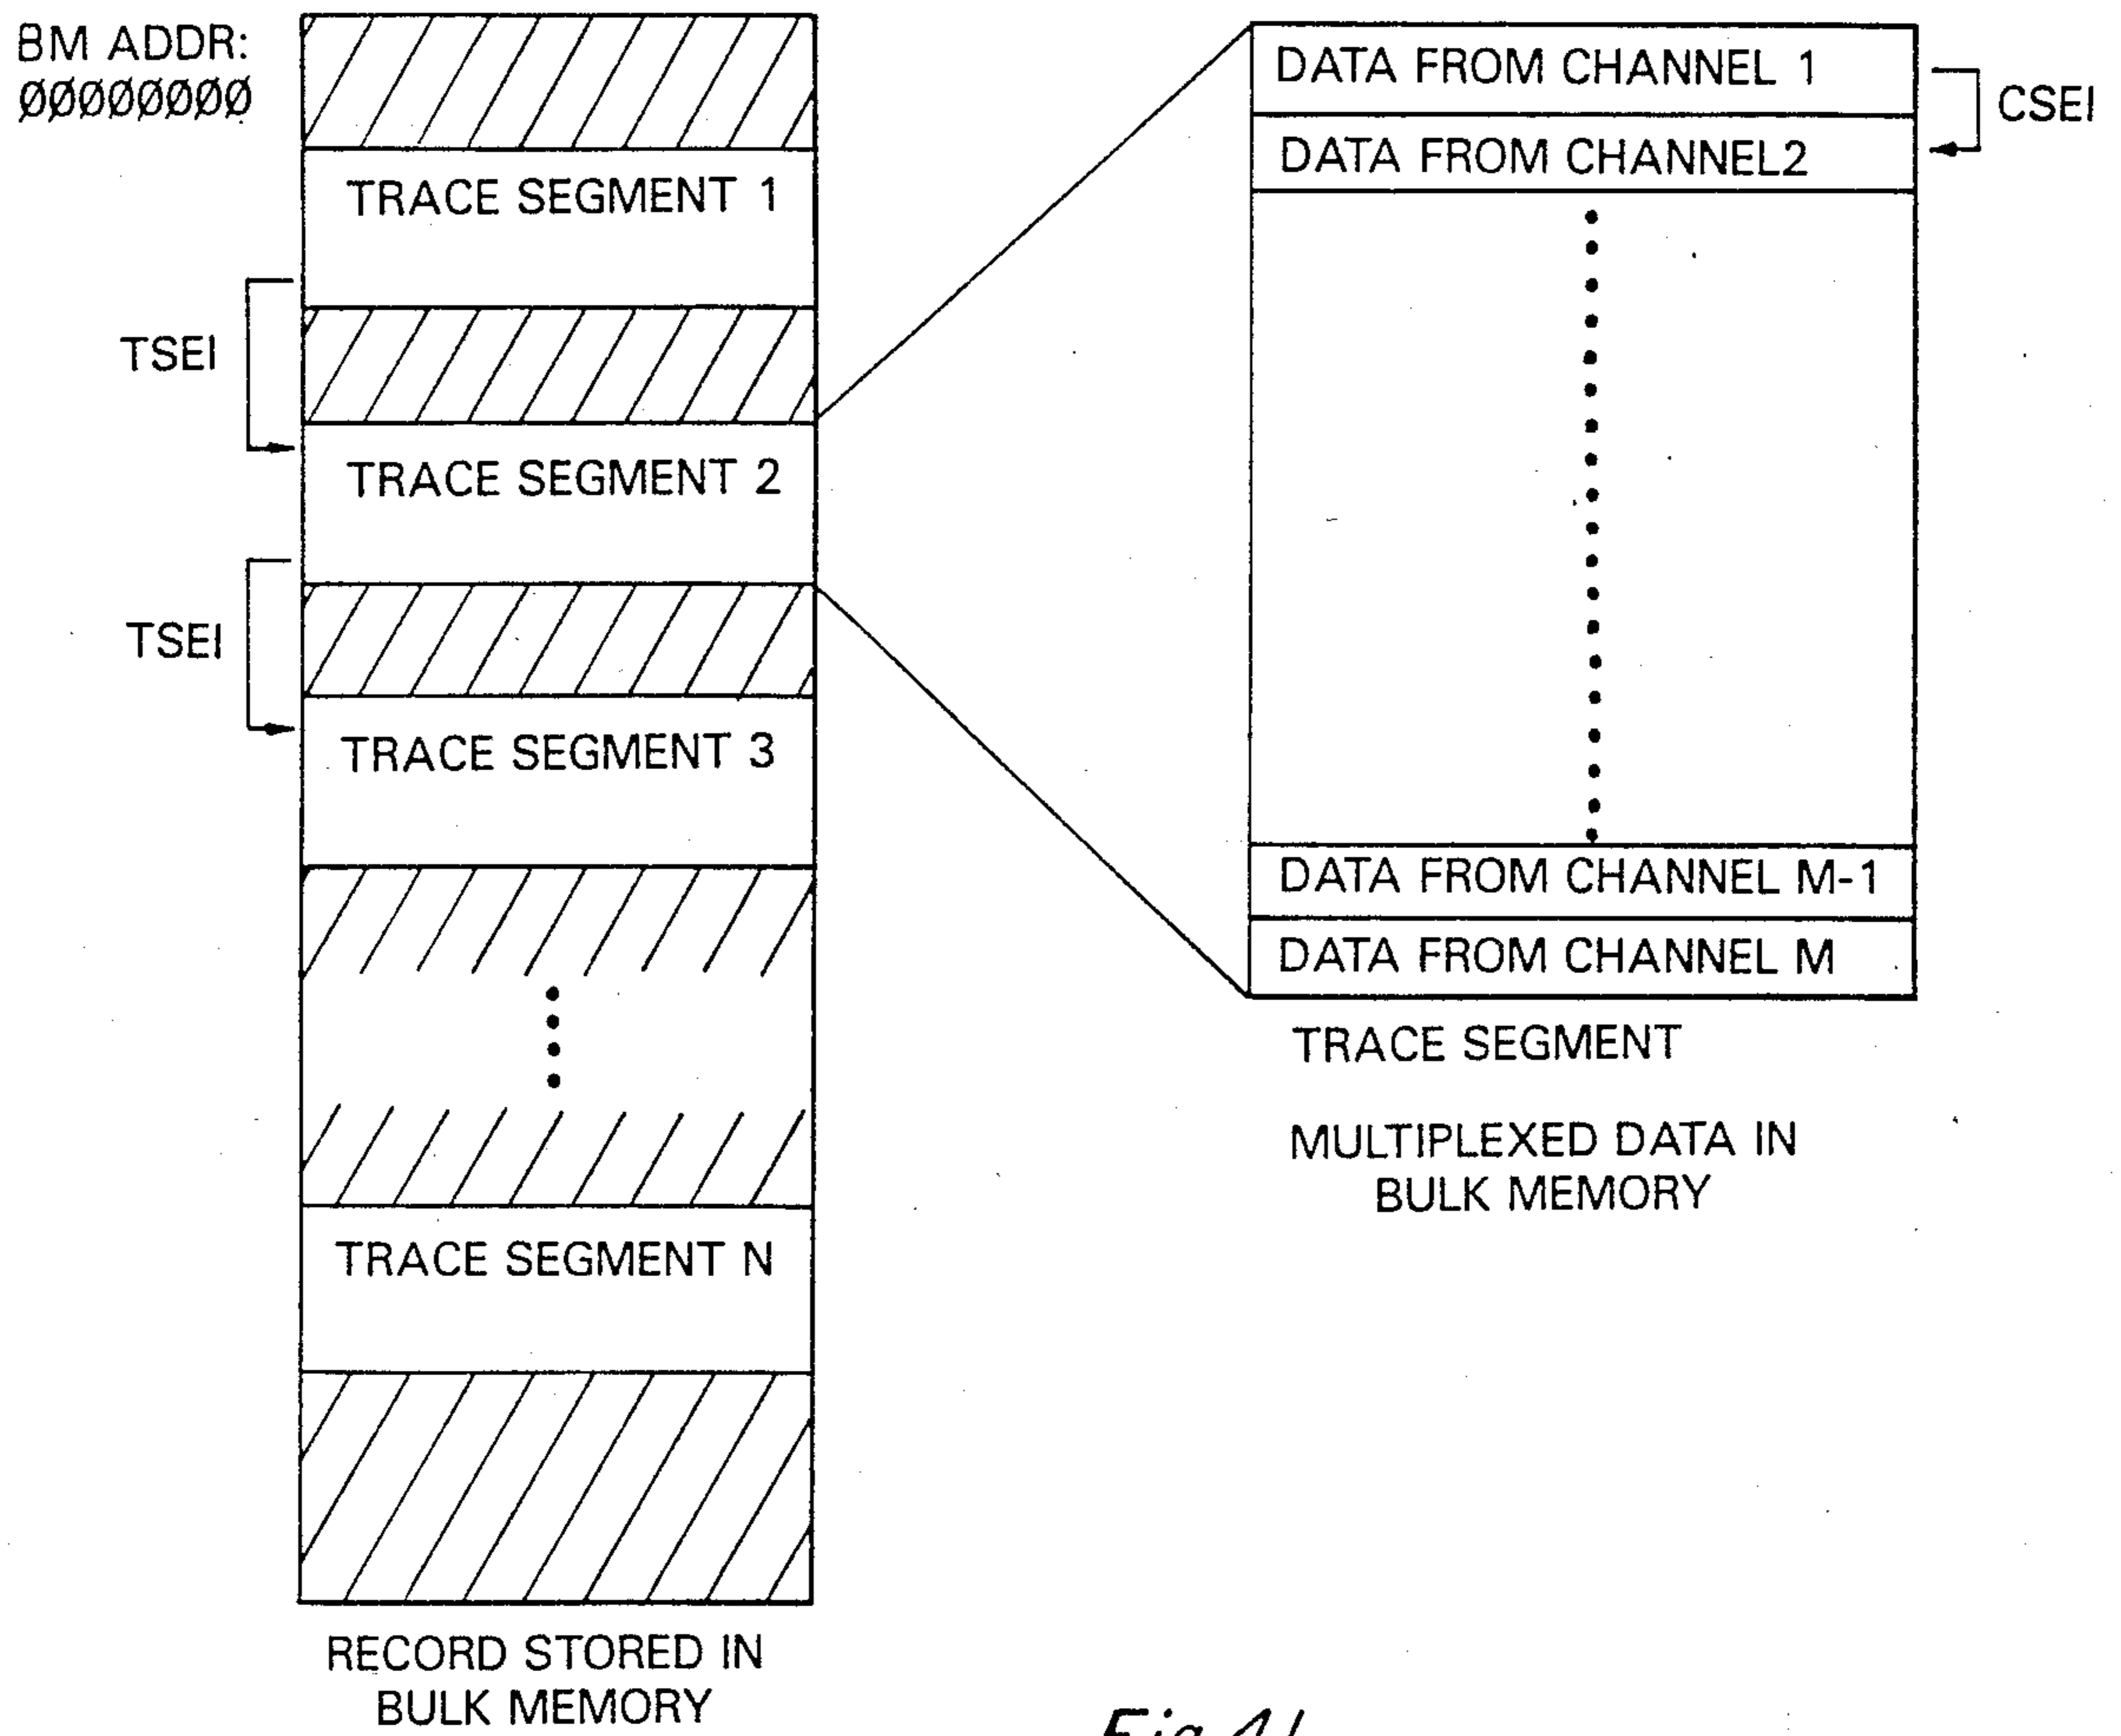 BM ADDR:
ØØØØØØØØ
TRACE SEGMENT 1
TSEI
TRACE SEGMENT 2
TSEI
TRACE SEGMENT 3
TRACE SEGMENT N
RECORD STORED IN
BULK MEMORY
DATA FROM CHANNEL 1
CSEI
DATA FROM CHANNEL2
DATA FROM CHANNEL M-1
DATA FROM CHANNEL M
TRACE SEGMENT
MULTIPLEXED DATA IN
BULK MEMORY